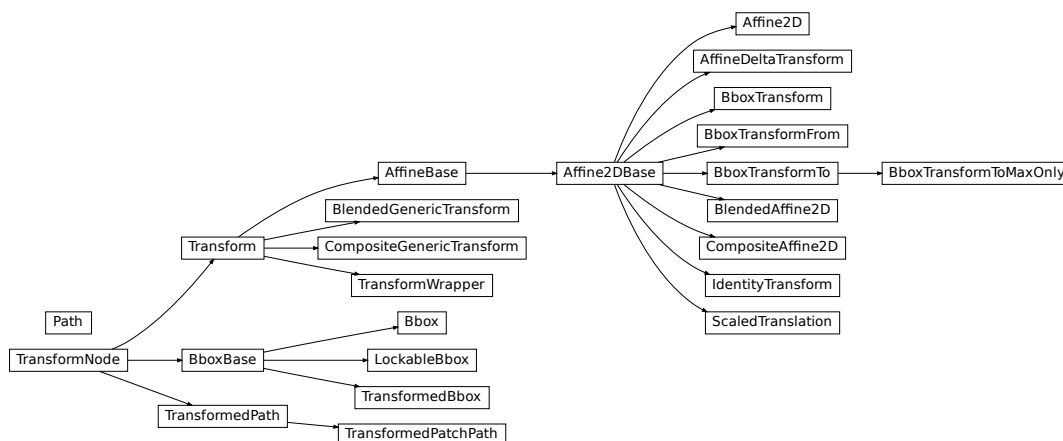 Affine2D
AffineDeltaTransform
BboxTransform
BboxTransformFrom
AffineBase
Affine2DBase
BboxTransformTo
BboxTransformToMaxOnly
BlendedGenericTransform
BlendedAffine2D
Transform
CompositeGenericTransform
CompositeAffine2D
TransformWrapper
IdentityTransform
Path
Bbox
ScaledTranslation
TransformNode
BboxBase
LockableBbox
TransformedBbox
TransformedPath
TransformedPatchPath